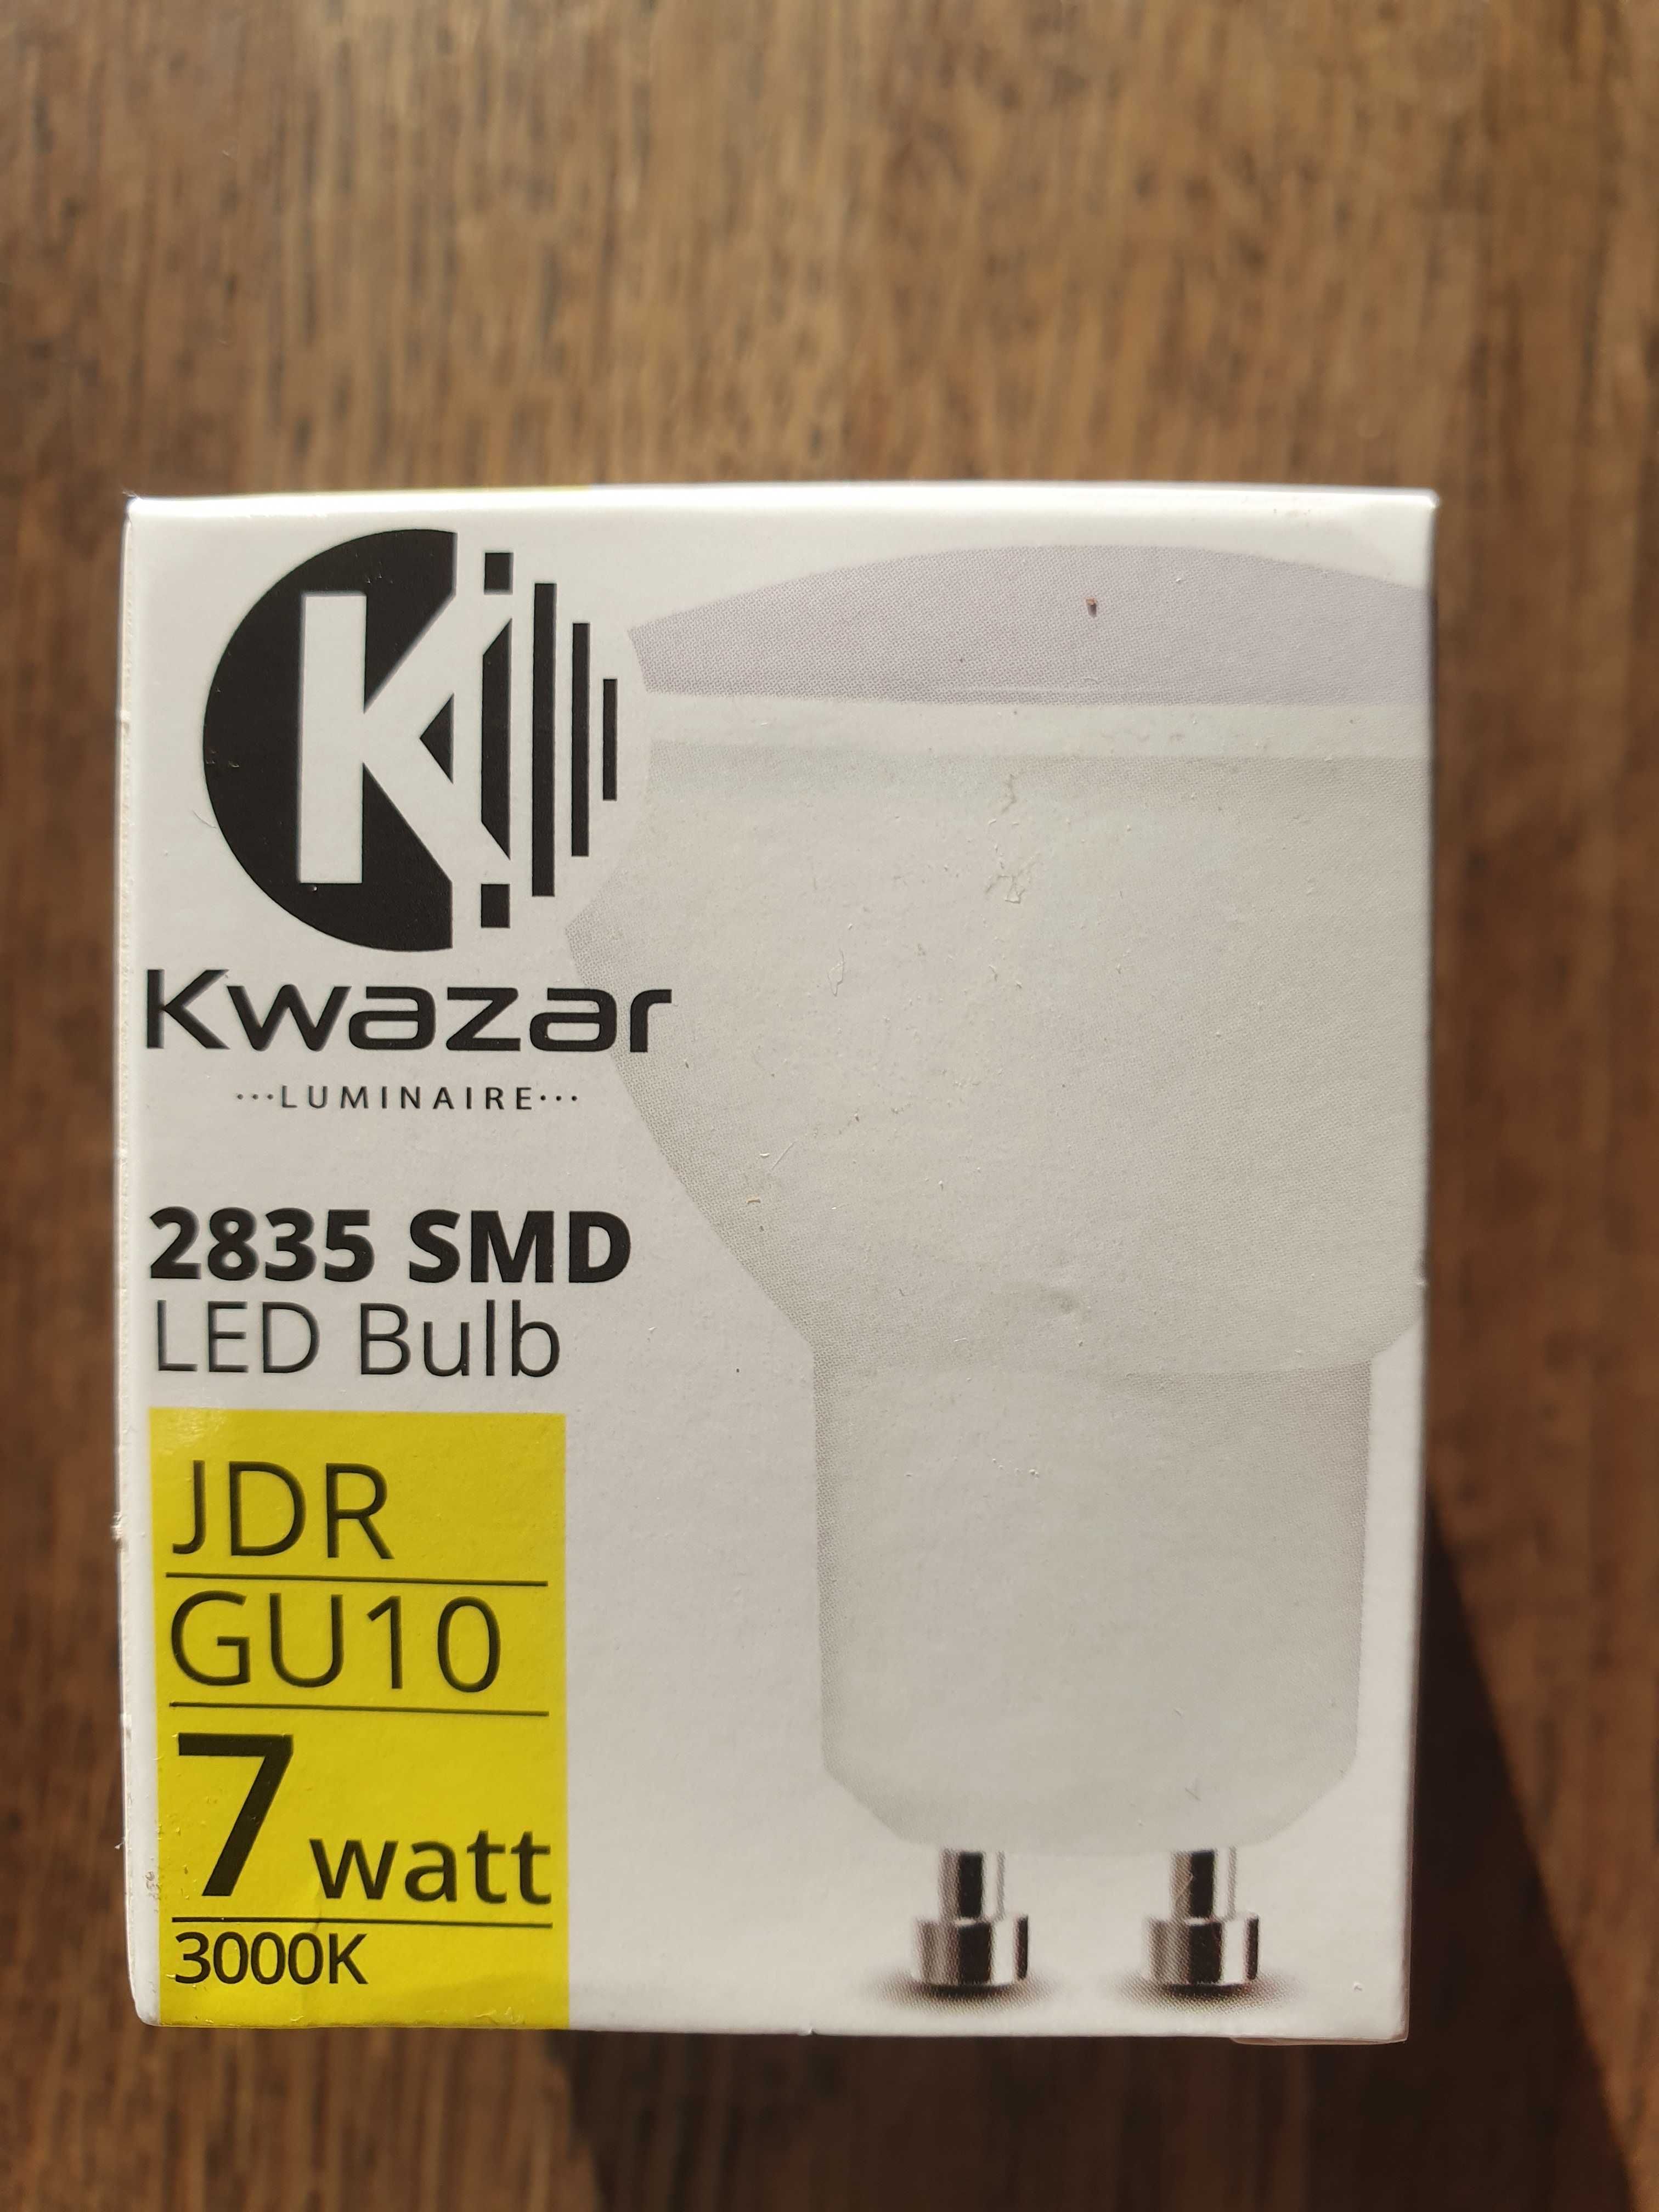 K
Kwazar
···LUMINAIRE···
2835 SMD
LED Bulb
JDR
GU10
7 watt
3000K